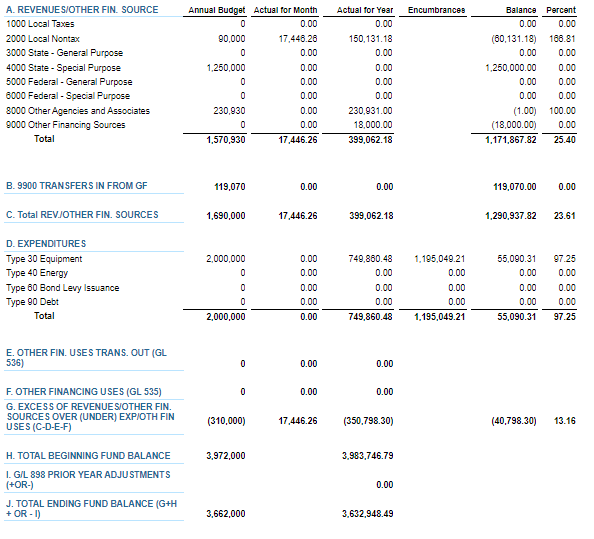 A. REVENUES/OTHER FIN. SOURCE Annual Budget Actual for Month Actual for Year Encumbrances Balance Percent
1000 Local Taxes 0 0.00 0.00 0.00 0.00
2000 Local Nontax 90,000 17,446.26 150,131.18 (60,131.18) 166.81
3000 State - General Purpose 0 0.00 0.00 0.00 0.00
4000 State - Special Purpose 1,250,000 0.00 0.00 1,250,000.00 0.00
5000 Federal - General Purpose 0 0.00 0.00 0.00 0.00
6000 Federal - Special Purpose 0 0.00 0.00 0.00 0.00
8000 Other Agencies and Associates 230,930 0.00 230,931.00 (1.00) 100.00
9000 Other Financing Sources 0 0.00 18,000.00 (18,000.00) 0.00
Total 1,570,930 17,446.26 399,062.18 1,171,867.82 25.40
B. 9900 TRANSFERS IN FROM GF 119,070 0.00 0.00 119,070.00 0.00
C. Total REV./OTHER FIN. SOURCES 1,690,000 17,446.26 399,062.18 1,290,937.82 23.61
D. EXPENDITURES
Type 30 Equipment 2,000,000 0.00 749,860.48 1,195,049.21 55,090.31 97.25
Type 40 Energy 0 0.00 0.00 0.00 0.00 0.00
Type 60 Bond Levy Issuance 0 0.00 0.00 0.00 0.00 0.00
Type 90 Debt 0 0.00 0.00 0.00 0.00 0.00
Total 2,000,000 0.00 749,860.48 1,195,049.21 55,090.31 97.25
E. OTHER FIN. USES TRANS. OUT (GL
536) 0 0.00 0.00
F. OTHER FINANCING USES (GL 535) 0 0.00 0.00
G. EXCESS OF REVENUES/OTHER FIN.
SOURCES OVER (UNDER) EXP/OTH FIN
USES (C-D-E-F) (310,000) 17,446.26 (350,798.30) (40,798.30) 13.16
H. TOTAL BEGINNING FUND BALANCE 3,972,000 3,983,746.79
I. G/L 898 PRIOR YEAR ADJUSTMENTS
(+OR-) 0.00
J. TOTAL ENDING FUND BALANCE (G+H
+ OR - I) 3,662,000 3,632,948.49